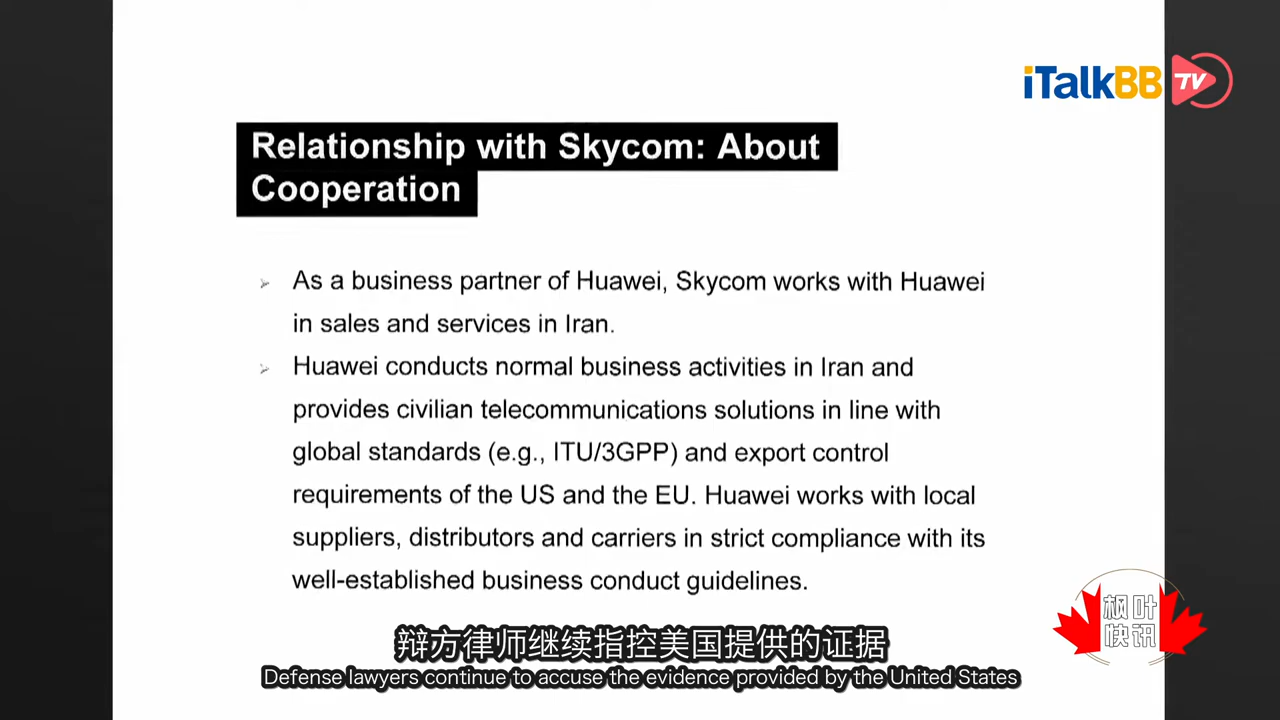 iTalkBB TV
Relationship with Skycom: About
Cooperation
As a business partner of Huawei, Skycom works with Huawei
in sales and services in Iran.
Huawei conducts normal business activities in Iran and
provides civilian telecommunications solutions in line with
global standards (e.g., ITU/3GPP) and export control
requirements of the US and the EU. Huawei works with local
suppliers, distributors and carriers in strict compliance with its
well-established business conduct guidelines.
枫叶
快讯
辩方律师继续指控美国提供的证据
Defense lawyers continue to accuse the evidence provided by the United States